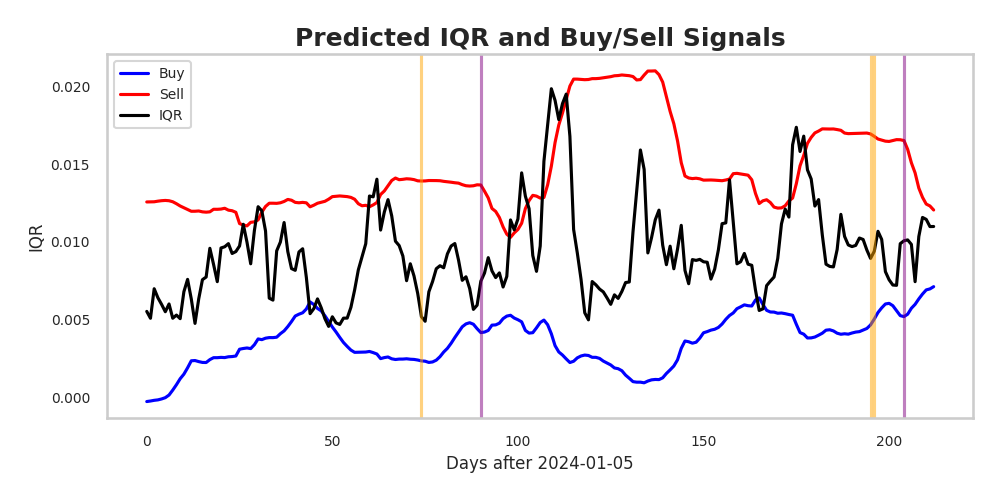 Predicted IQR and Buy/Sell Signals
Buy
Sell
IQR
0.020
0.015
0.010
0.005
0.000
IQR
0 50 100 150 200
Days after 2024-01-05